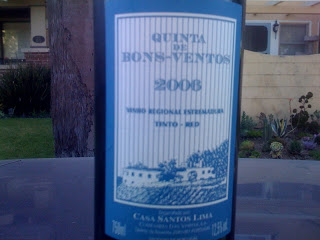 QUINTA
DE
BONS-VENTOS
2006
VINHO REGIONAL ESTREMADURA
TINTO - RED
CASA SANTOS LIMA